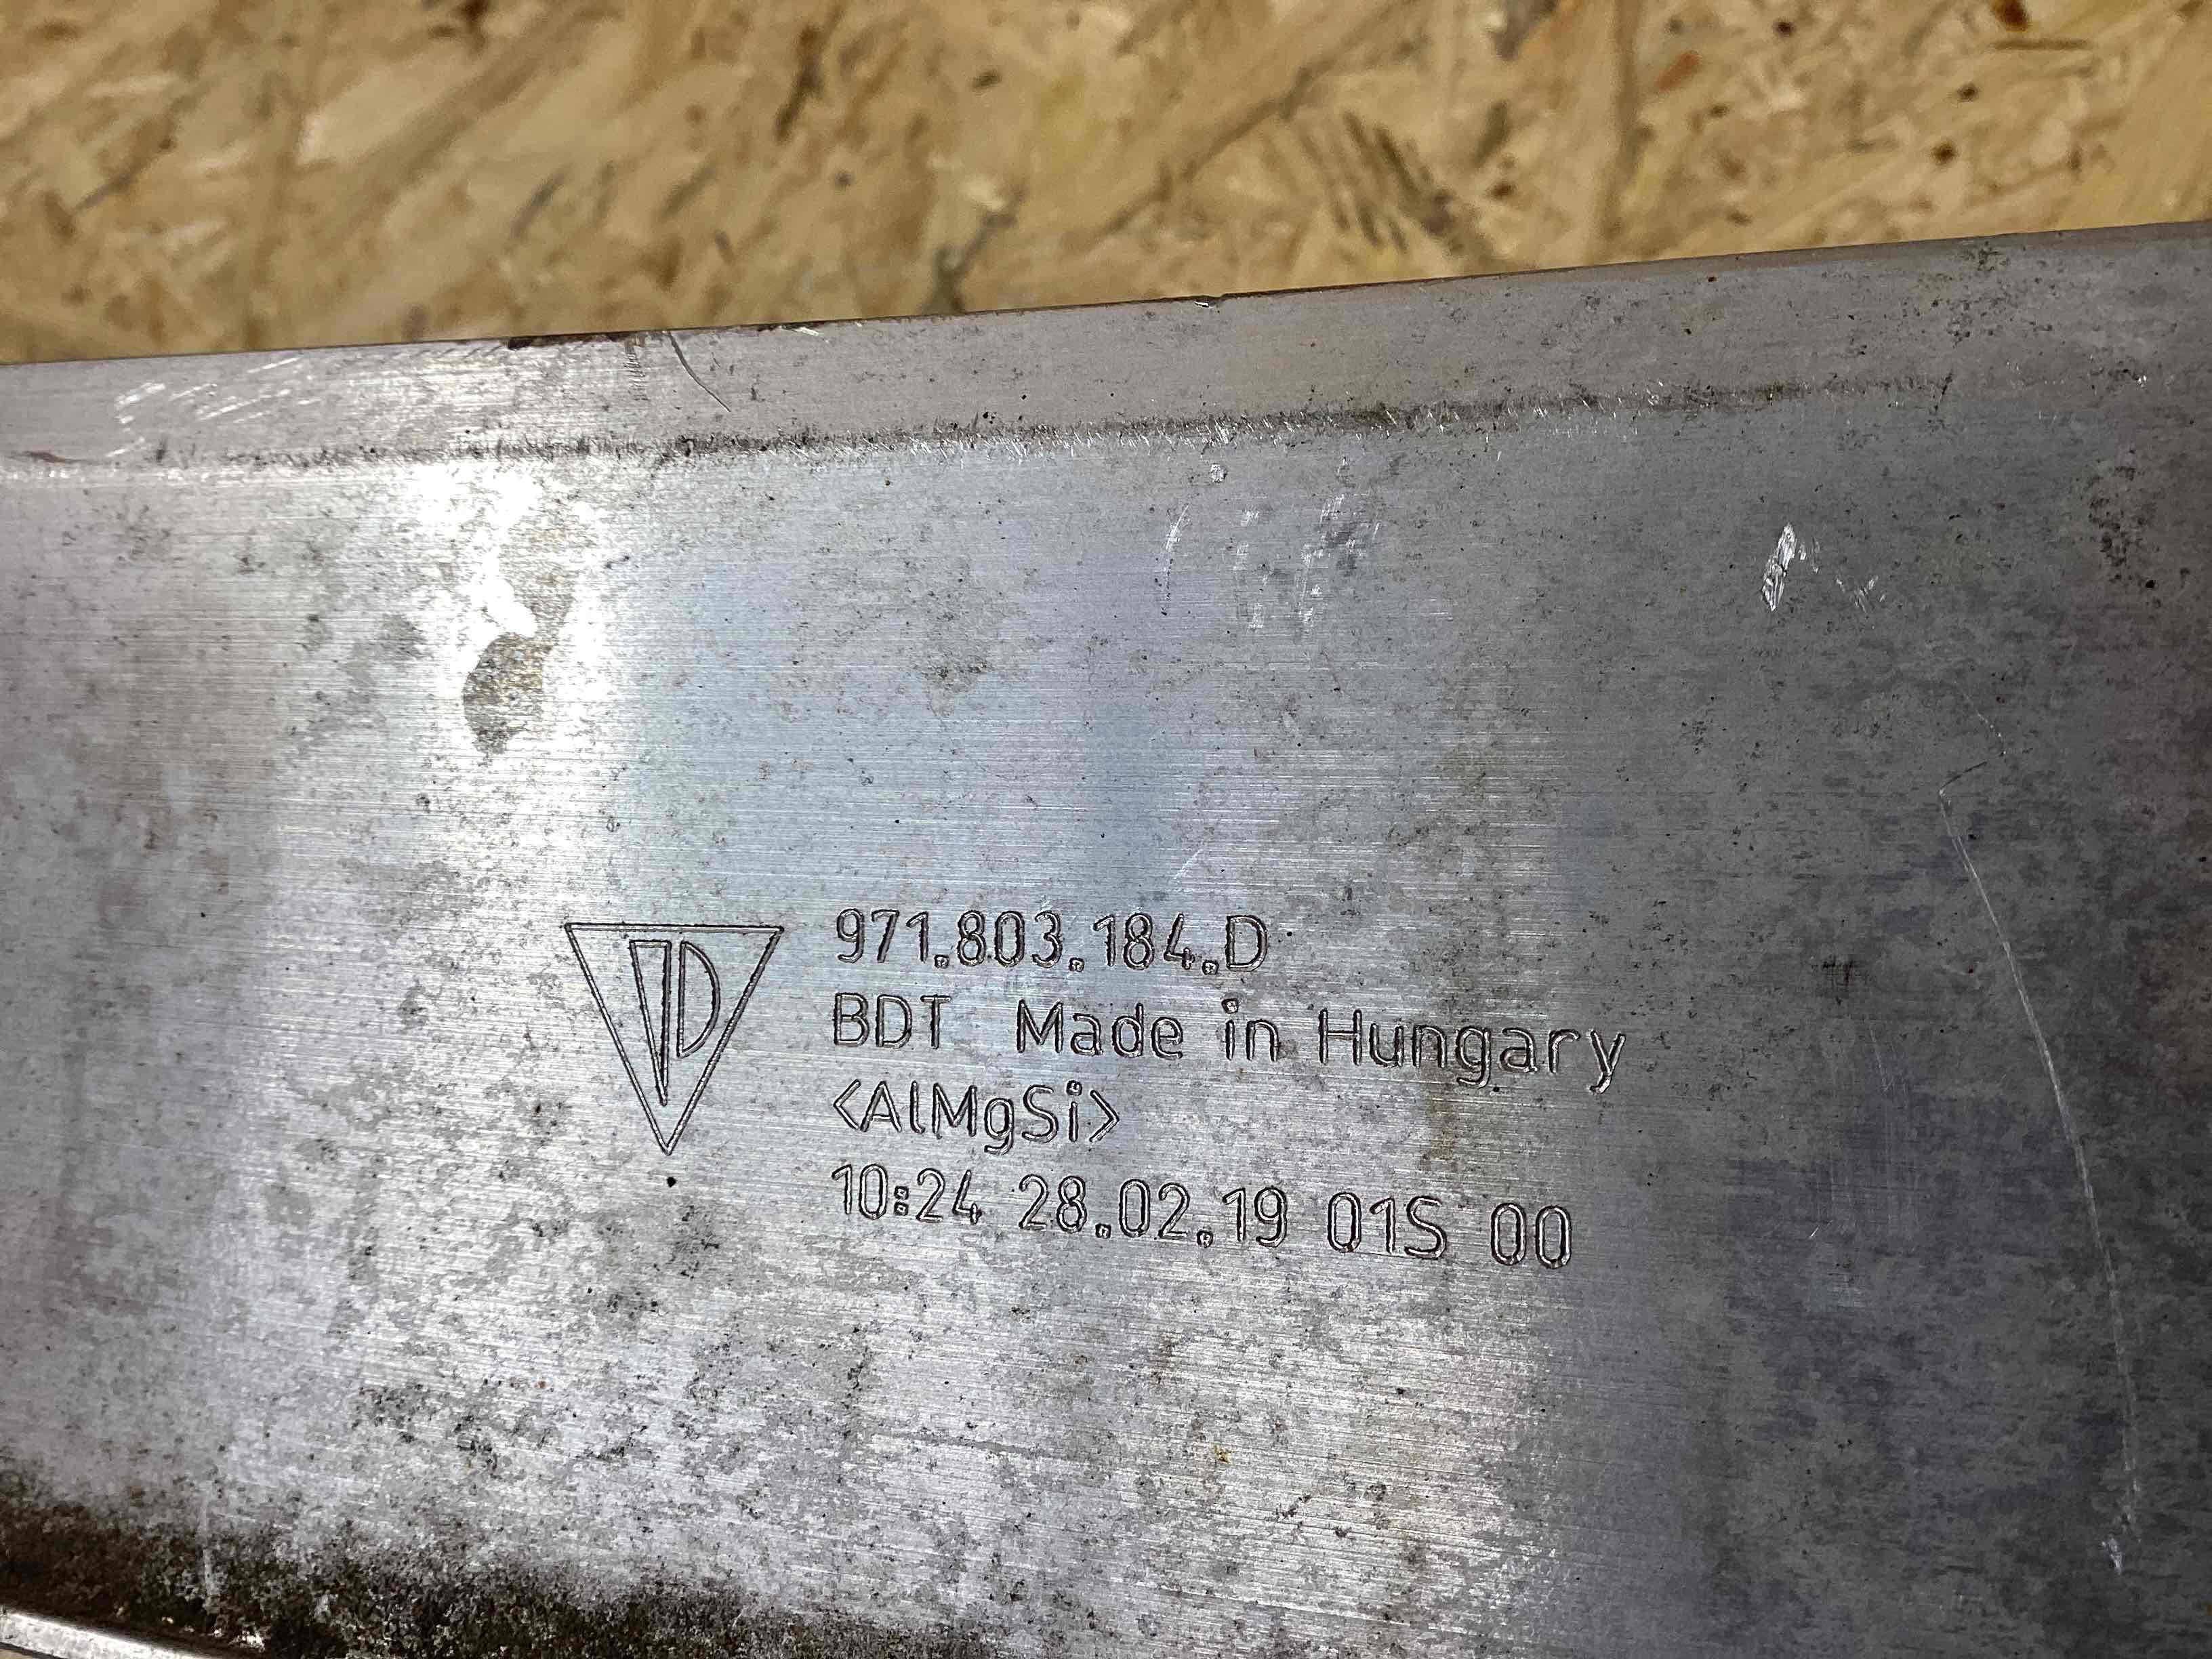 971.803.184.D
BDT Made in Hungary
<AlMgSi>
10:24 28.02.19 01S 00